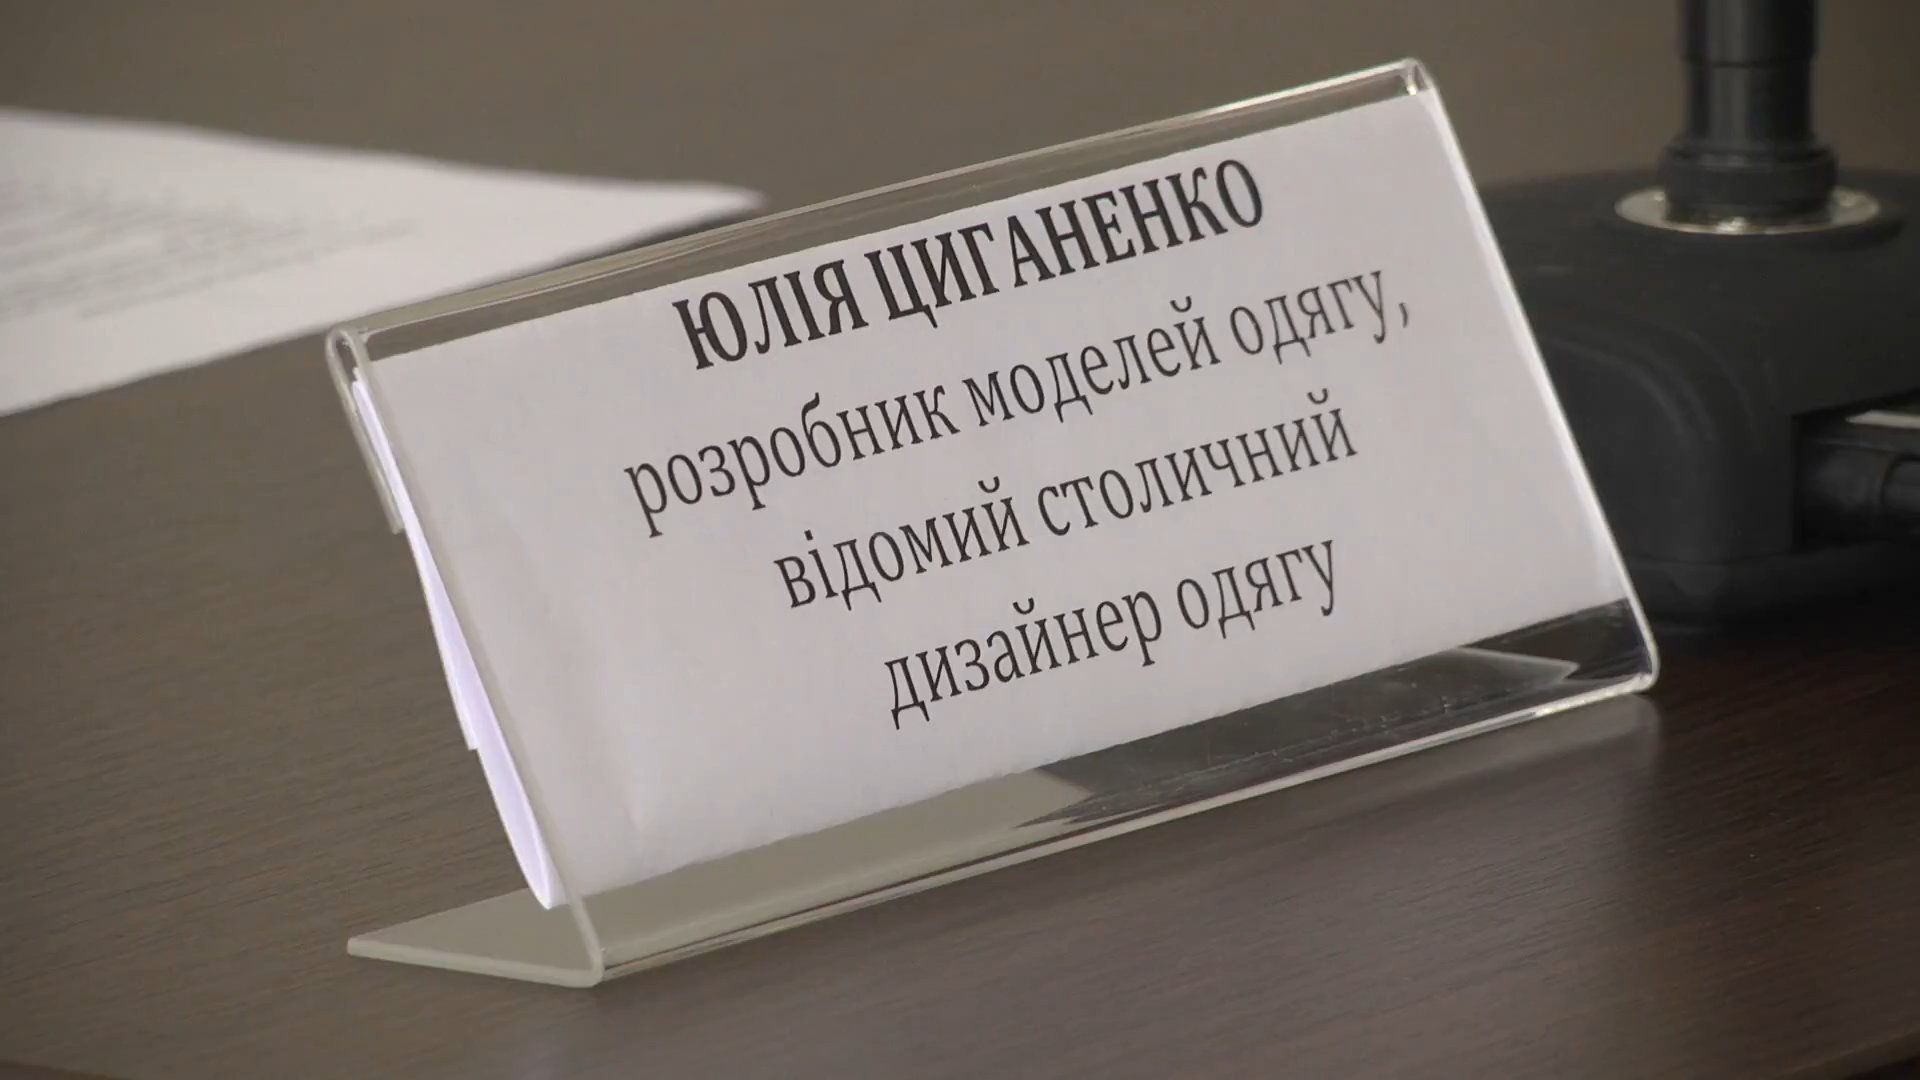 ЮЛІЯ ЦИГАНЕНКО
розробник моделей одягу,
відомий столичний
дизайнер одягу